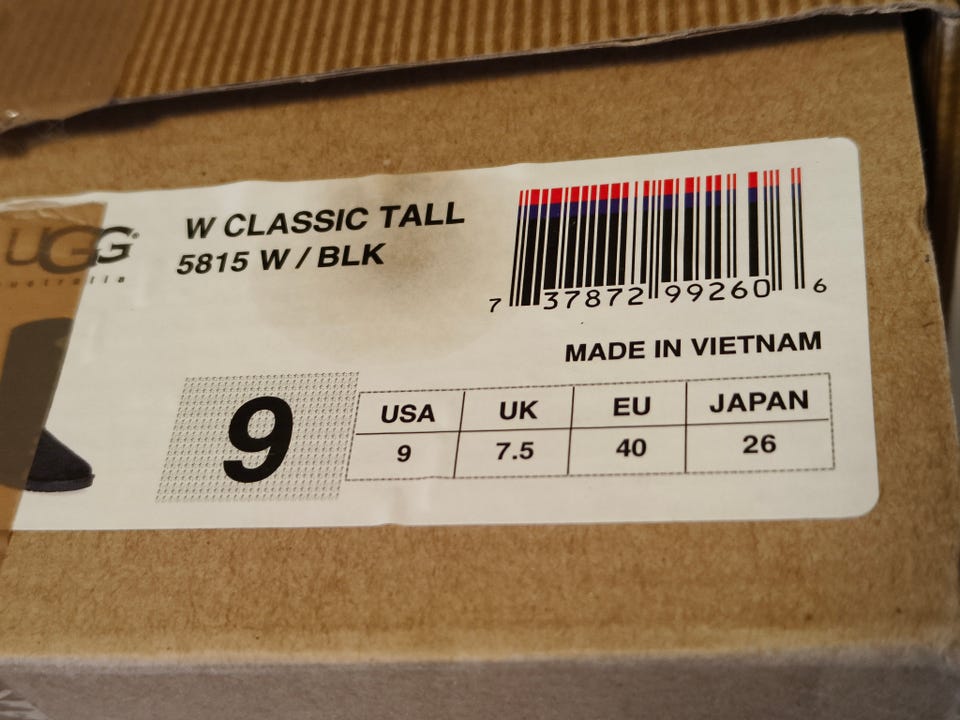 UGG®
australia
W CLASSIC TALL
5815 W / BLK
7 37872 99260 6
MADE IN VIETNAM
9
USA UK EU JAPAN
9 7.5 40 26